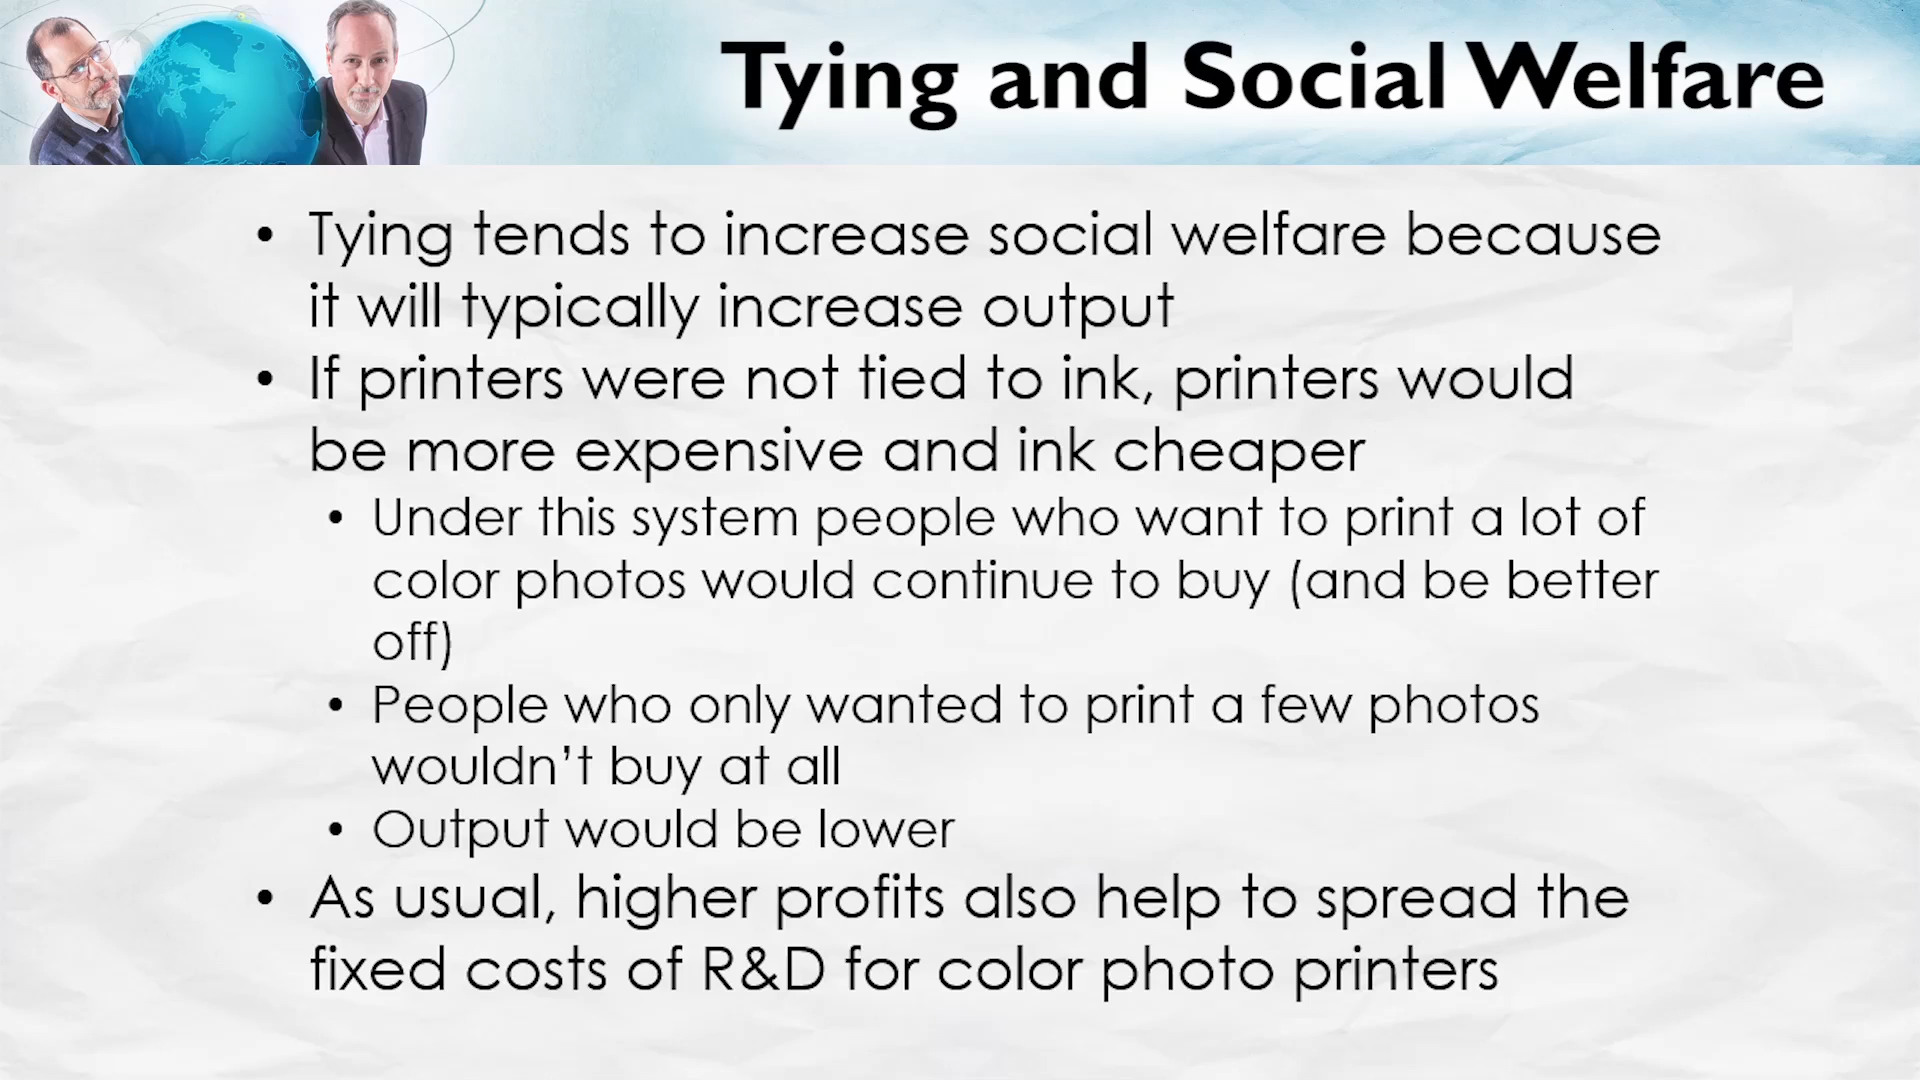 Tying and Social Welfare
• Tying tends to increase social welfare because
it will typically increase output
• If printers were not tied to ink, printers would
be more expensive and ink cheaper
• Under this system people who want to print a lot of
color photos would continue to buy (and be better
off)
• People who only wanted to print a few photos
wouldn’t buy at all
• Output would be lower
• As usual, higher profits also help to spread the
fixed costs of R&D for color photo printers